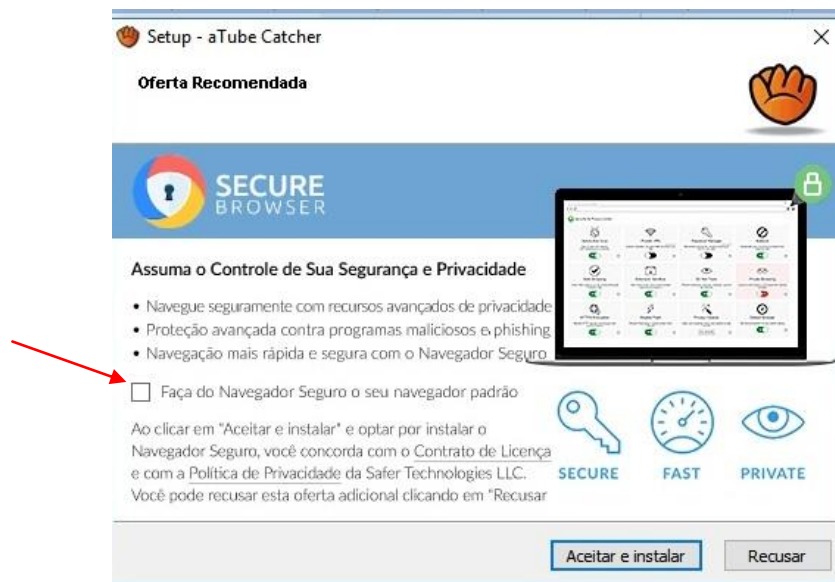 Setup - aTube Catcher
Oferta Recomendada
SECURE
BROWSER
Assuma o Controle de Sua Segurança e Privacidade
• Navegue seguramente com recursos avançados de privacidade
• Proteção avançada contra programas maliciosos e phishing
• Navegação mais rápida e segura com o Navegador Seguro
Faça do Navegador Seguro o seu navegador padrão
Ao clicar em "Aceitar e instalar" e optar por instalar o
Navegador Seguro, você concorda com o Contrato de Licença
e com a Política de Privacidade da Safer Technologies LLC.
Você pode recusar esta oferta adicional clicando em "Recusar
SECURE FAST PRIVATE
Aceitar e instalar Recusar